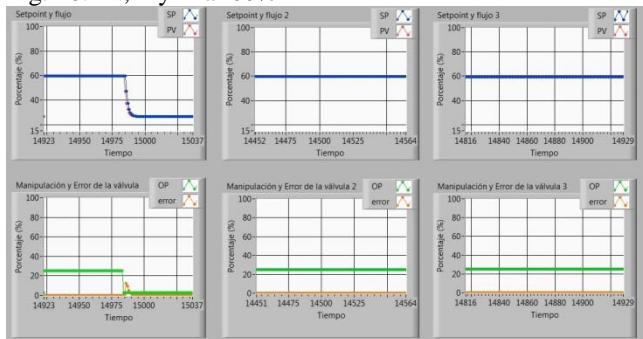 Setpoint y flujo
SP
PV
100-
80-
60-
40-
15-
Porcentaje (%)
14923 14950 14975 15000 15037
Tiempo
Setpoint y flujo 2
SP
PV
100-
80-
60-
40-
15-
Porcentaje (%)
14452 14475 14500 14525 14564
Tiempo
Setpoint y flujo 3
SP
PV
100-
80-
60-
40-
15-
Porcentaje (%)
14816 14840 14860 14880 14900 14929
Tiempo
Manipulación y Error de la válvula
OP
error
100-
80-
60-
40-
20-
0-
Porcentaje (%)
14923 14950 14975 15000 15037
Tiempo
Manipulación y Error de la válvula 2
OP
error
100-
80-
60-
40-
20-
0-
Porcentaje (%)
14451 14475 14500 14525 14564
Tiempo
Manipulación y Error de la válvula 3
OP
error
100-
80-
60-
40-
20-
0-
Porcentaje (%)
14816 14840 14860 14880 14900 14929
Tiempo